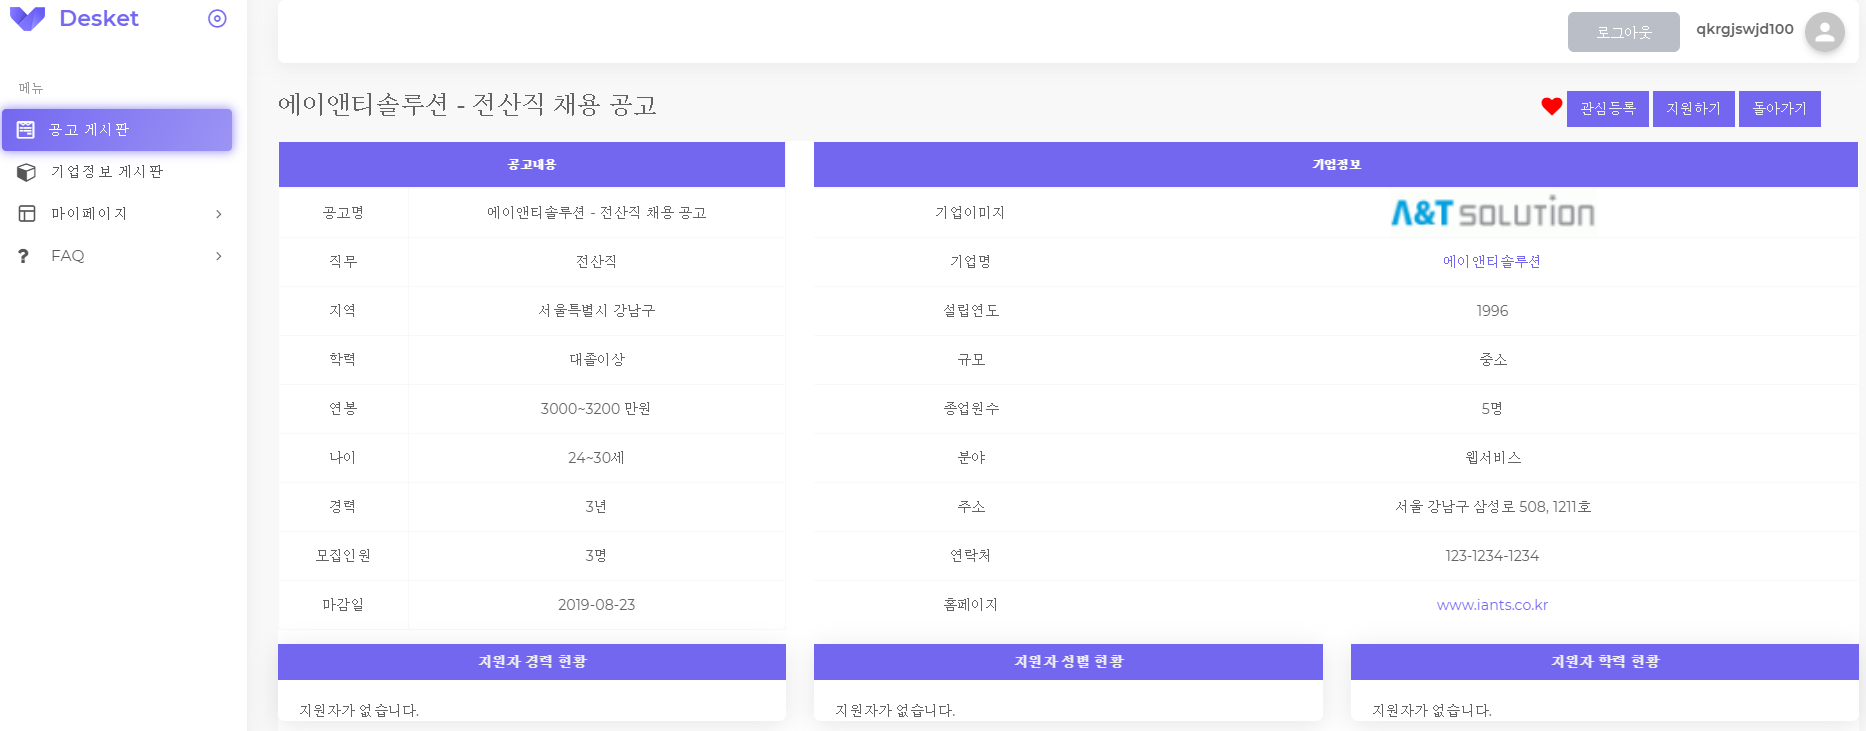 Desket
로그아웃
qkrgjswjd100
메뉴
공고 게시판
기업정보 게시판
마이페이지
FAQ
에이앤티솔루션 - 전산직 채용 공고
관심등록
지원하기
돌아가기
공고내용
공고명 에이앤티솔루션 - 전산직 채용 공고
직무 전산직
지역 서울특별시 강남구
학력 대졸이상
연봉 3000~3200 만원
나이 24~30세
경력 3년
모집인원 3명
마감일 2019-08-23
기업정보
기업이미지 A&T SOLUTION
기업명 에이앤티솔루션
설립연도 1996
규모 중소
종업원수 5명
분야 웹서비스
주소 서울 강남구 삼성로 508, 1211호
연락처 123-1234-1234
홈페이지 www.iants.co.kr
지원자 경력 현황
지원자가 없습니다.
지원자 성별 현황
지원자가 없습니다.
지원자 학력 현황
지원자가 없습니다.